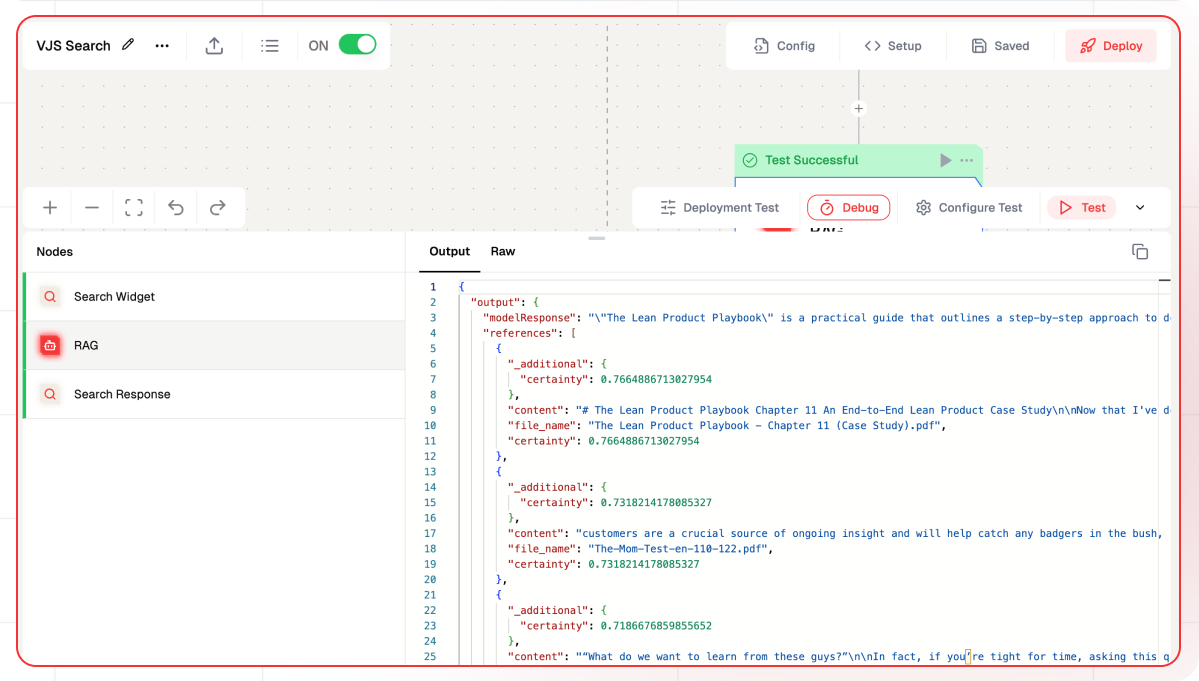 VJS Search
ON
Config
Setup
Saved
Deploy
Test Successful
Deployment Test
Debug
Configure Test
Test
Nodes
Search Widget
RAG
Search Response
Output Raw
1 {
2 "output": {
3 "modelResponse": "\"The Lean Product Playbook\" is a practical guide that outlines a step-by-step approach to d
4 "references": [
5 {
6 "_additional": {
7 "certainty": 0.7664886713027954
8 },
9 "content": "# The Lean Product Playbook Chapter 11 An End-to-End Lean Product Case Study\n\nNow that I've d
10 "file_name": "The Lean Product Playbook - Chapter 11 (Case Study).pdf",
11 "certainty": 0.7664886713027954
12 },
13 {
14 "_additional": {
15 "certainty": 0.7318214178085327
16 },
17 "content": "customers are a crucial source of ongoing insight and will help catch any badgers in the bush,
18 "file_name": "The-Mom-Test-en-110-122.pdf",
19 "certainty": 0.7318214178085327
20 },
21 {
22 "_additional": {
23 "certainty": 0.7186676859855652
24 },
25 "content": "“What do we want to learn from these guys?”\n\nIn fact, if you’re tight for time, asking this q